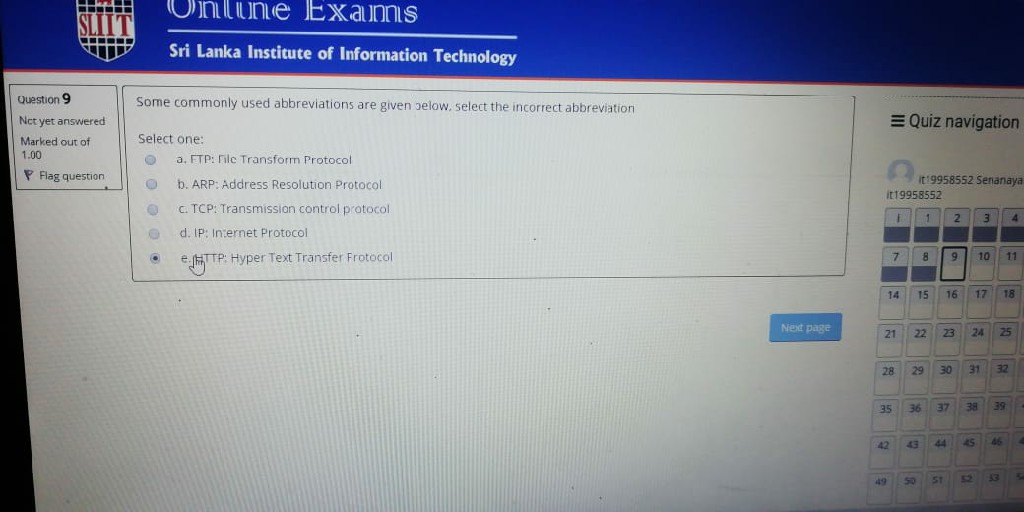 SLIIT
Online Exams
Sri Lanka Institute of Information Technology
Question 9
Not yet answered
Marked out of
1.00
Flag question
Some commonly used abbreviations are given below, select the incorrect abbreviation
Select one:
a. FTP: File Transform Protocol
b. ARP: Address Resolution Protocol
c. TCP: Transmission control protocol
d. IP: Internet Protocol
e. HTTP: Hyper Text Transfer Protocol
Next page
Quiz navigation
it19958552 Senanaya
it19958552
i 1 2 3 4
7 8 9 10 11
14 15 16 17 18
21 22 23 24 25
28 29 30 31 32
35 36 37 38 39
42 43 44 45 46
49 50 51 52 53